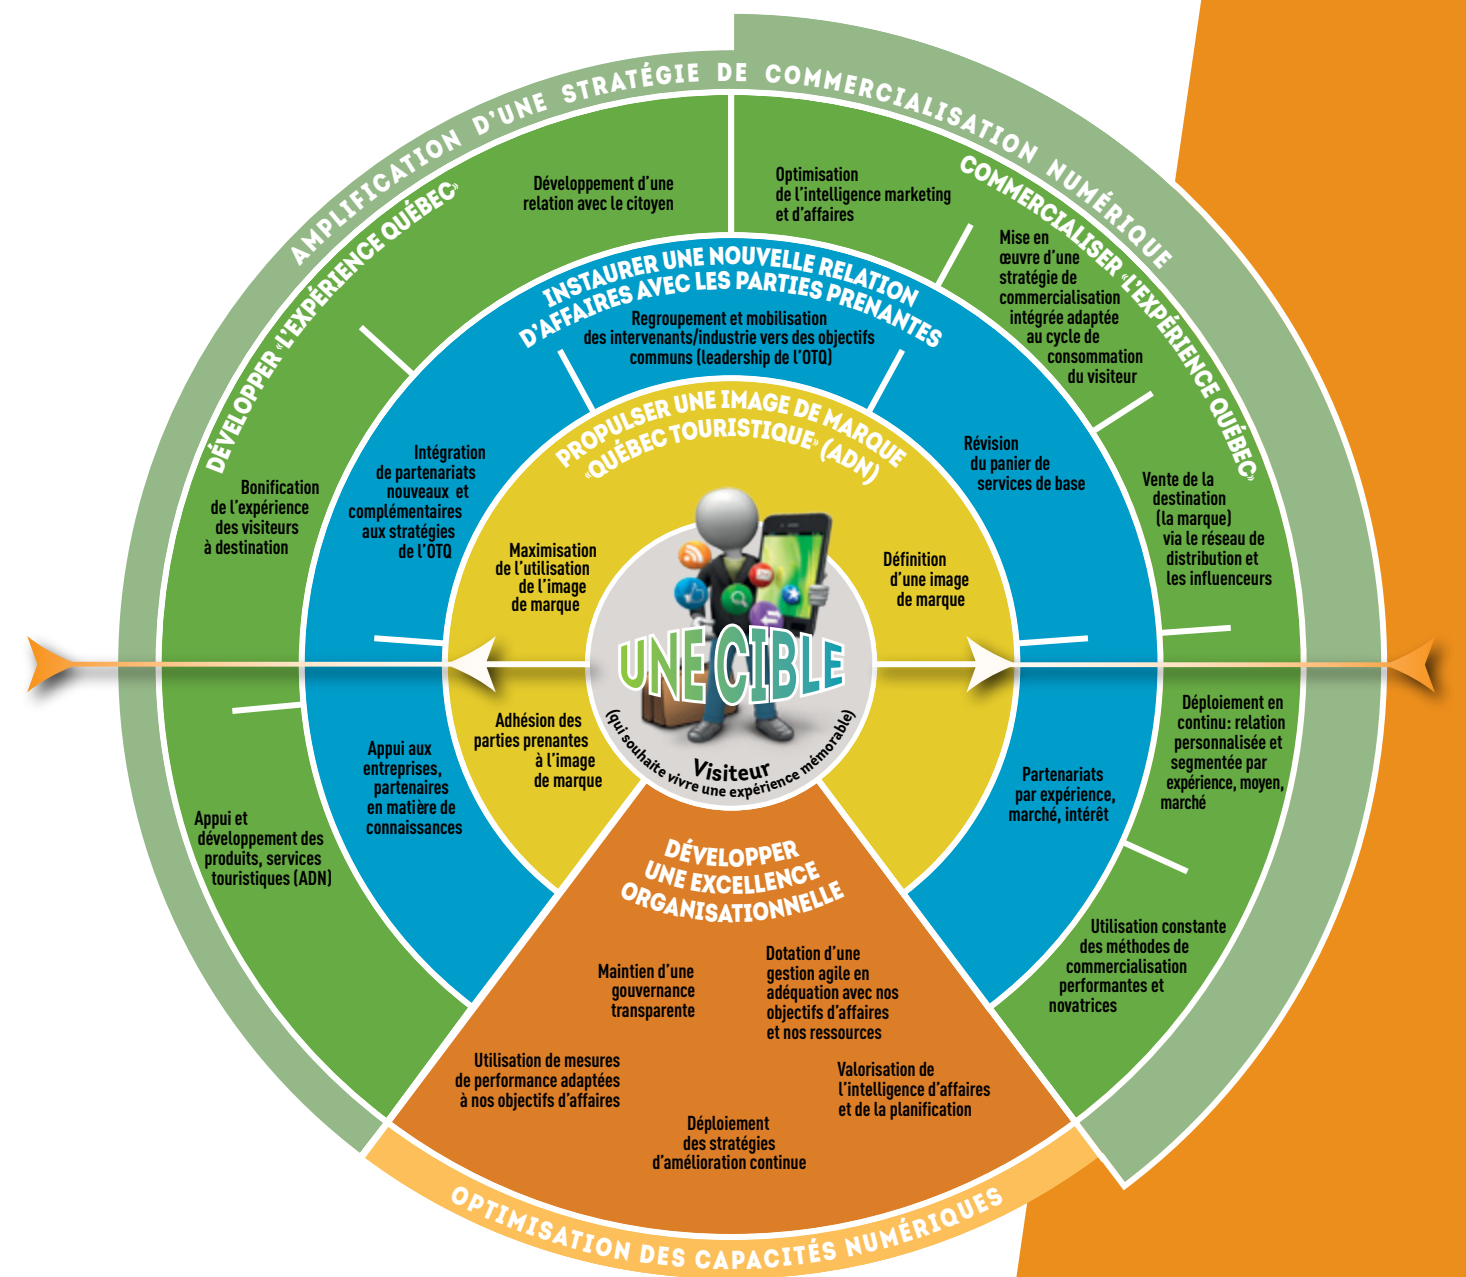 AMPLIFICATION D'UNE STRATÉGIE DE COMMERCIALISATION NUMÉRIQUE
DÉVELOPPER «L'EXPÉRIENCE QUÉBEC»
Développement d'une
relation avec le citoyen
Bonification
de l'expérience
des visiteurs
à destination
Appui et
développement des
produits, services
touristiques (ADN)
COMMERCIALISER «L'EXPÉRIENCE QUÉBEC»
Optimisation
de l'intelligence marketing
et d'affaires
Mise en
œuvre d'une
stratégie de
commercialisation
intégrée adaptée
au cycle de
consommation
du visiteur
Vente de la
destination
(la marque)
via le réseau de
distribution et
les influenceurs
Déploiement en
continu: relation
personnalisée et
segmentée par
expérience, moyen,
marché
Utilisation constante
des méthodes de
commercialisation
performantes et
novatrices
INSTAURER UNE NOUVELLE RELATION
D'AFFAIRES AVEC LES PARTIES PRENANTES
Regroupement et mobilisation
des intervenants/industrie vers des objectifs
communs (leadership de l'OTQ)
Intégration
de partenariats
nouveaux et
complémentaires
aux stratégies
de l'OTQ
Appui aux
entreprises,
partenaires
en matière de
connaissances
Révision
du panier de
services de base
Partenariats
par expérience,
marché, intérêt
PROPULSER UNE IMAGE DE MARQUE
«QUÉBEC TOURISTIQUE» (ADN)
Maximisation
de l'utilisation
de l'image
de marque
Définition
d'une image
de marque
Adhésion des
parties prenantes
à l'image
de marque
UNE CIBLE
Visiteur
(qui souhaite vivre une expérience mémorable)
DÉVELOPPER
UNE EXCELLENCE
ORGANISATIONNELLE
Maintien d'une
gouvernance
transparente
Dotation d'une
gestion agile en
adéquation avec nos
objectifs d'affaires
et nos ressources
Utilisation de mesures
de performance adaptées
à nos objectifs d'affaires
Valorisation de
l'intelligence d'affaires
et de la planification
Déploiement
des stratégies
d'amélioration continue
OPTIMISATION DES CAPACITÉS NUMÉRIQUES